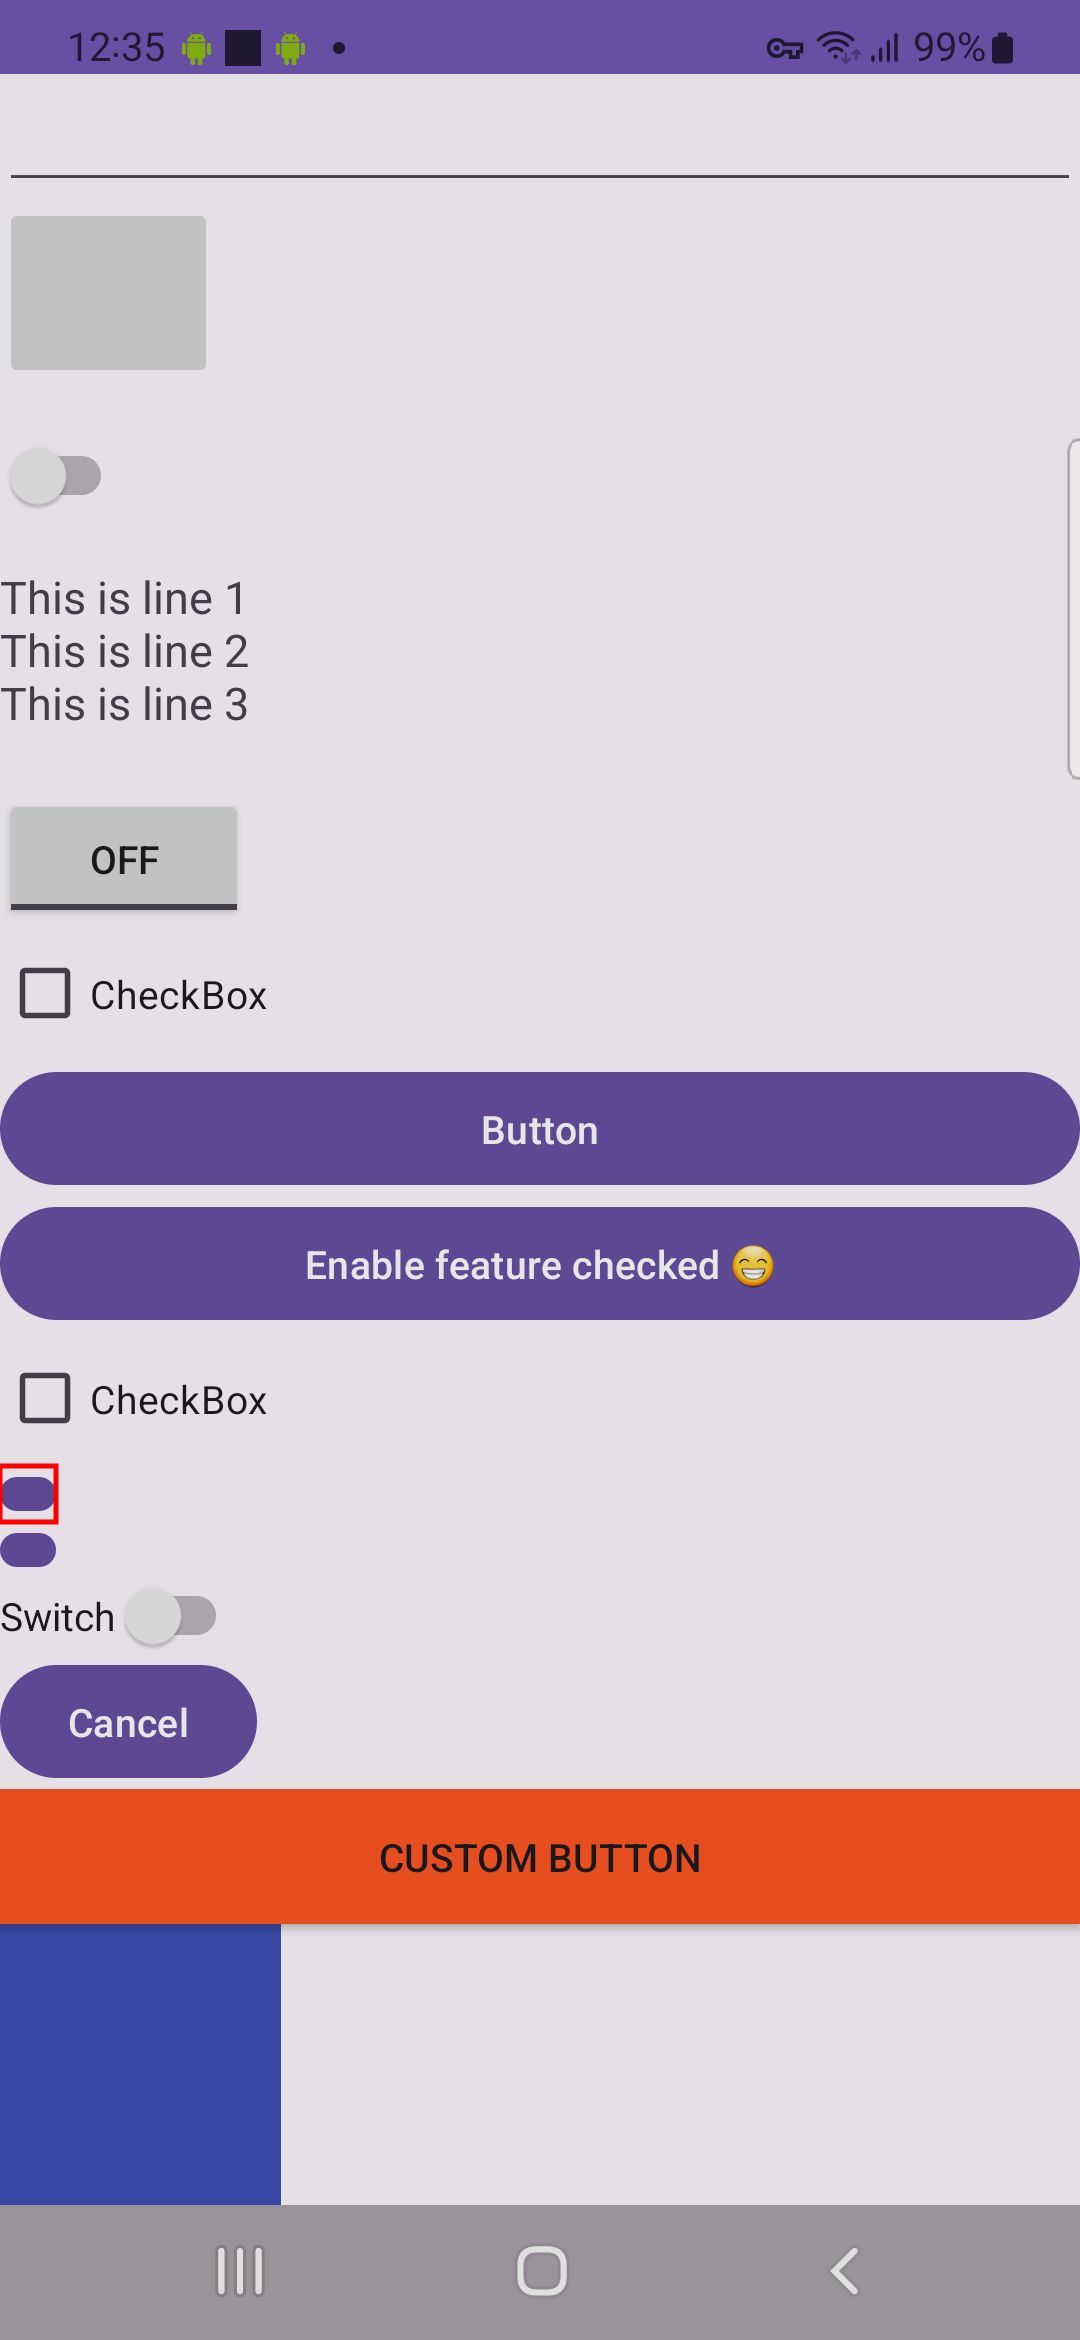 12:35
99%
This is line 1
This is line 2
This is line 3
OFF
CheckBox
Button
Enable feature checked 😁
CheckBox
Switch
Cancel
CUSTOM BUTTON